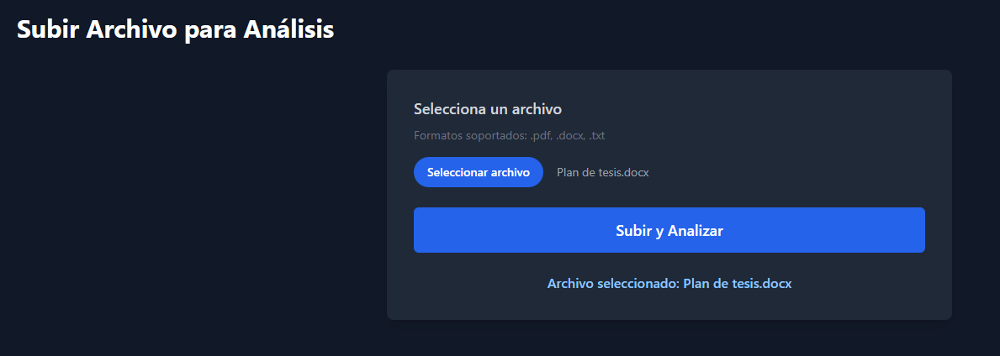 Subir Archivo para Análisis
Selecciona un archivo
Formatos soportados: .pdf, .docx, .txt
Seleccionar archivo Plan de tesis.docx
Subir y Analizar
Archivo seleccionado: Plan de tesis.docx